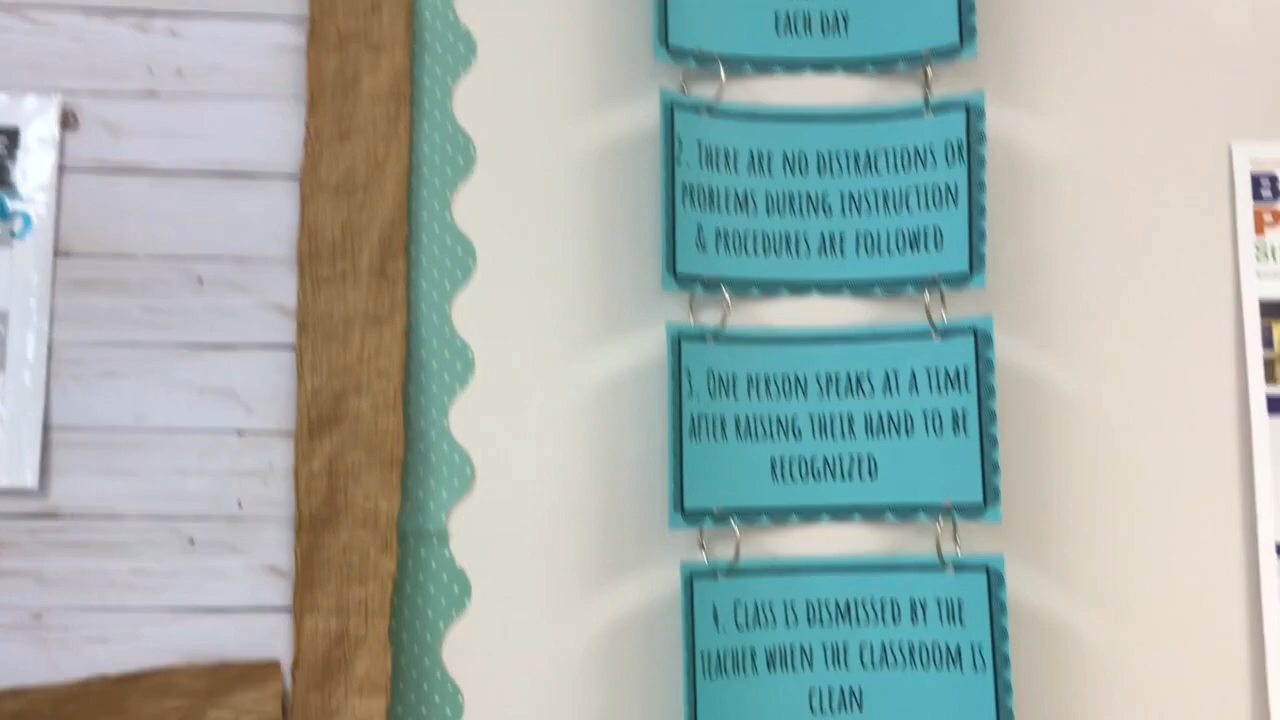 EACH DAY
2. THERE ARE NO DISTRACTIONS OR
PROBLEMS DURING INSTRUCTION
& PROCEDURES ARE FOLLOWED
3. ONE PERSON SPEAKS AT A TIME
AFTER RAISING THEIR HAND TO BE
RECOGNIZED
4. CLASS IS DISMISSED BY THE
TEACHER WHEN THE CLASSROOM IS
CLEAN